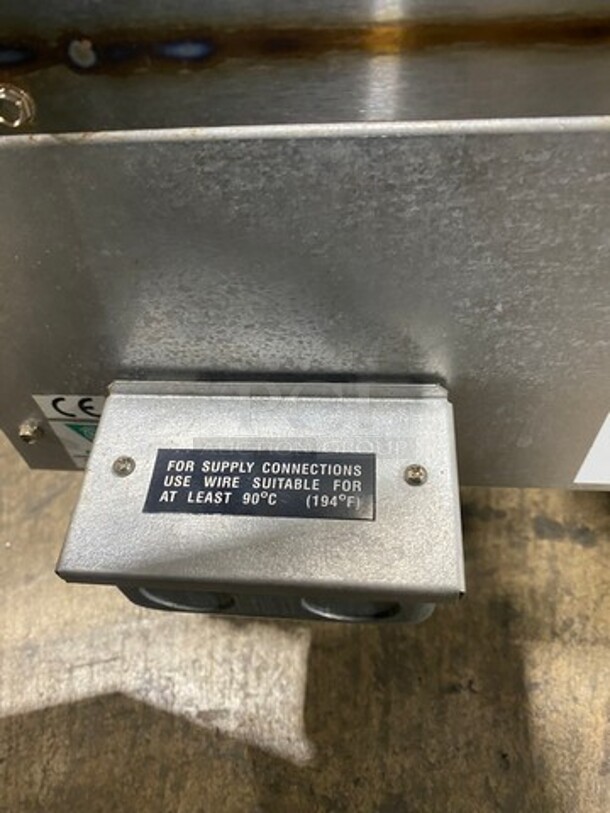 CE
FOR SUPPLY CONNECTIONS
USE WIRE SUITABLE FOR
AT LEAST 90°C (194°F)